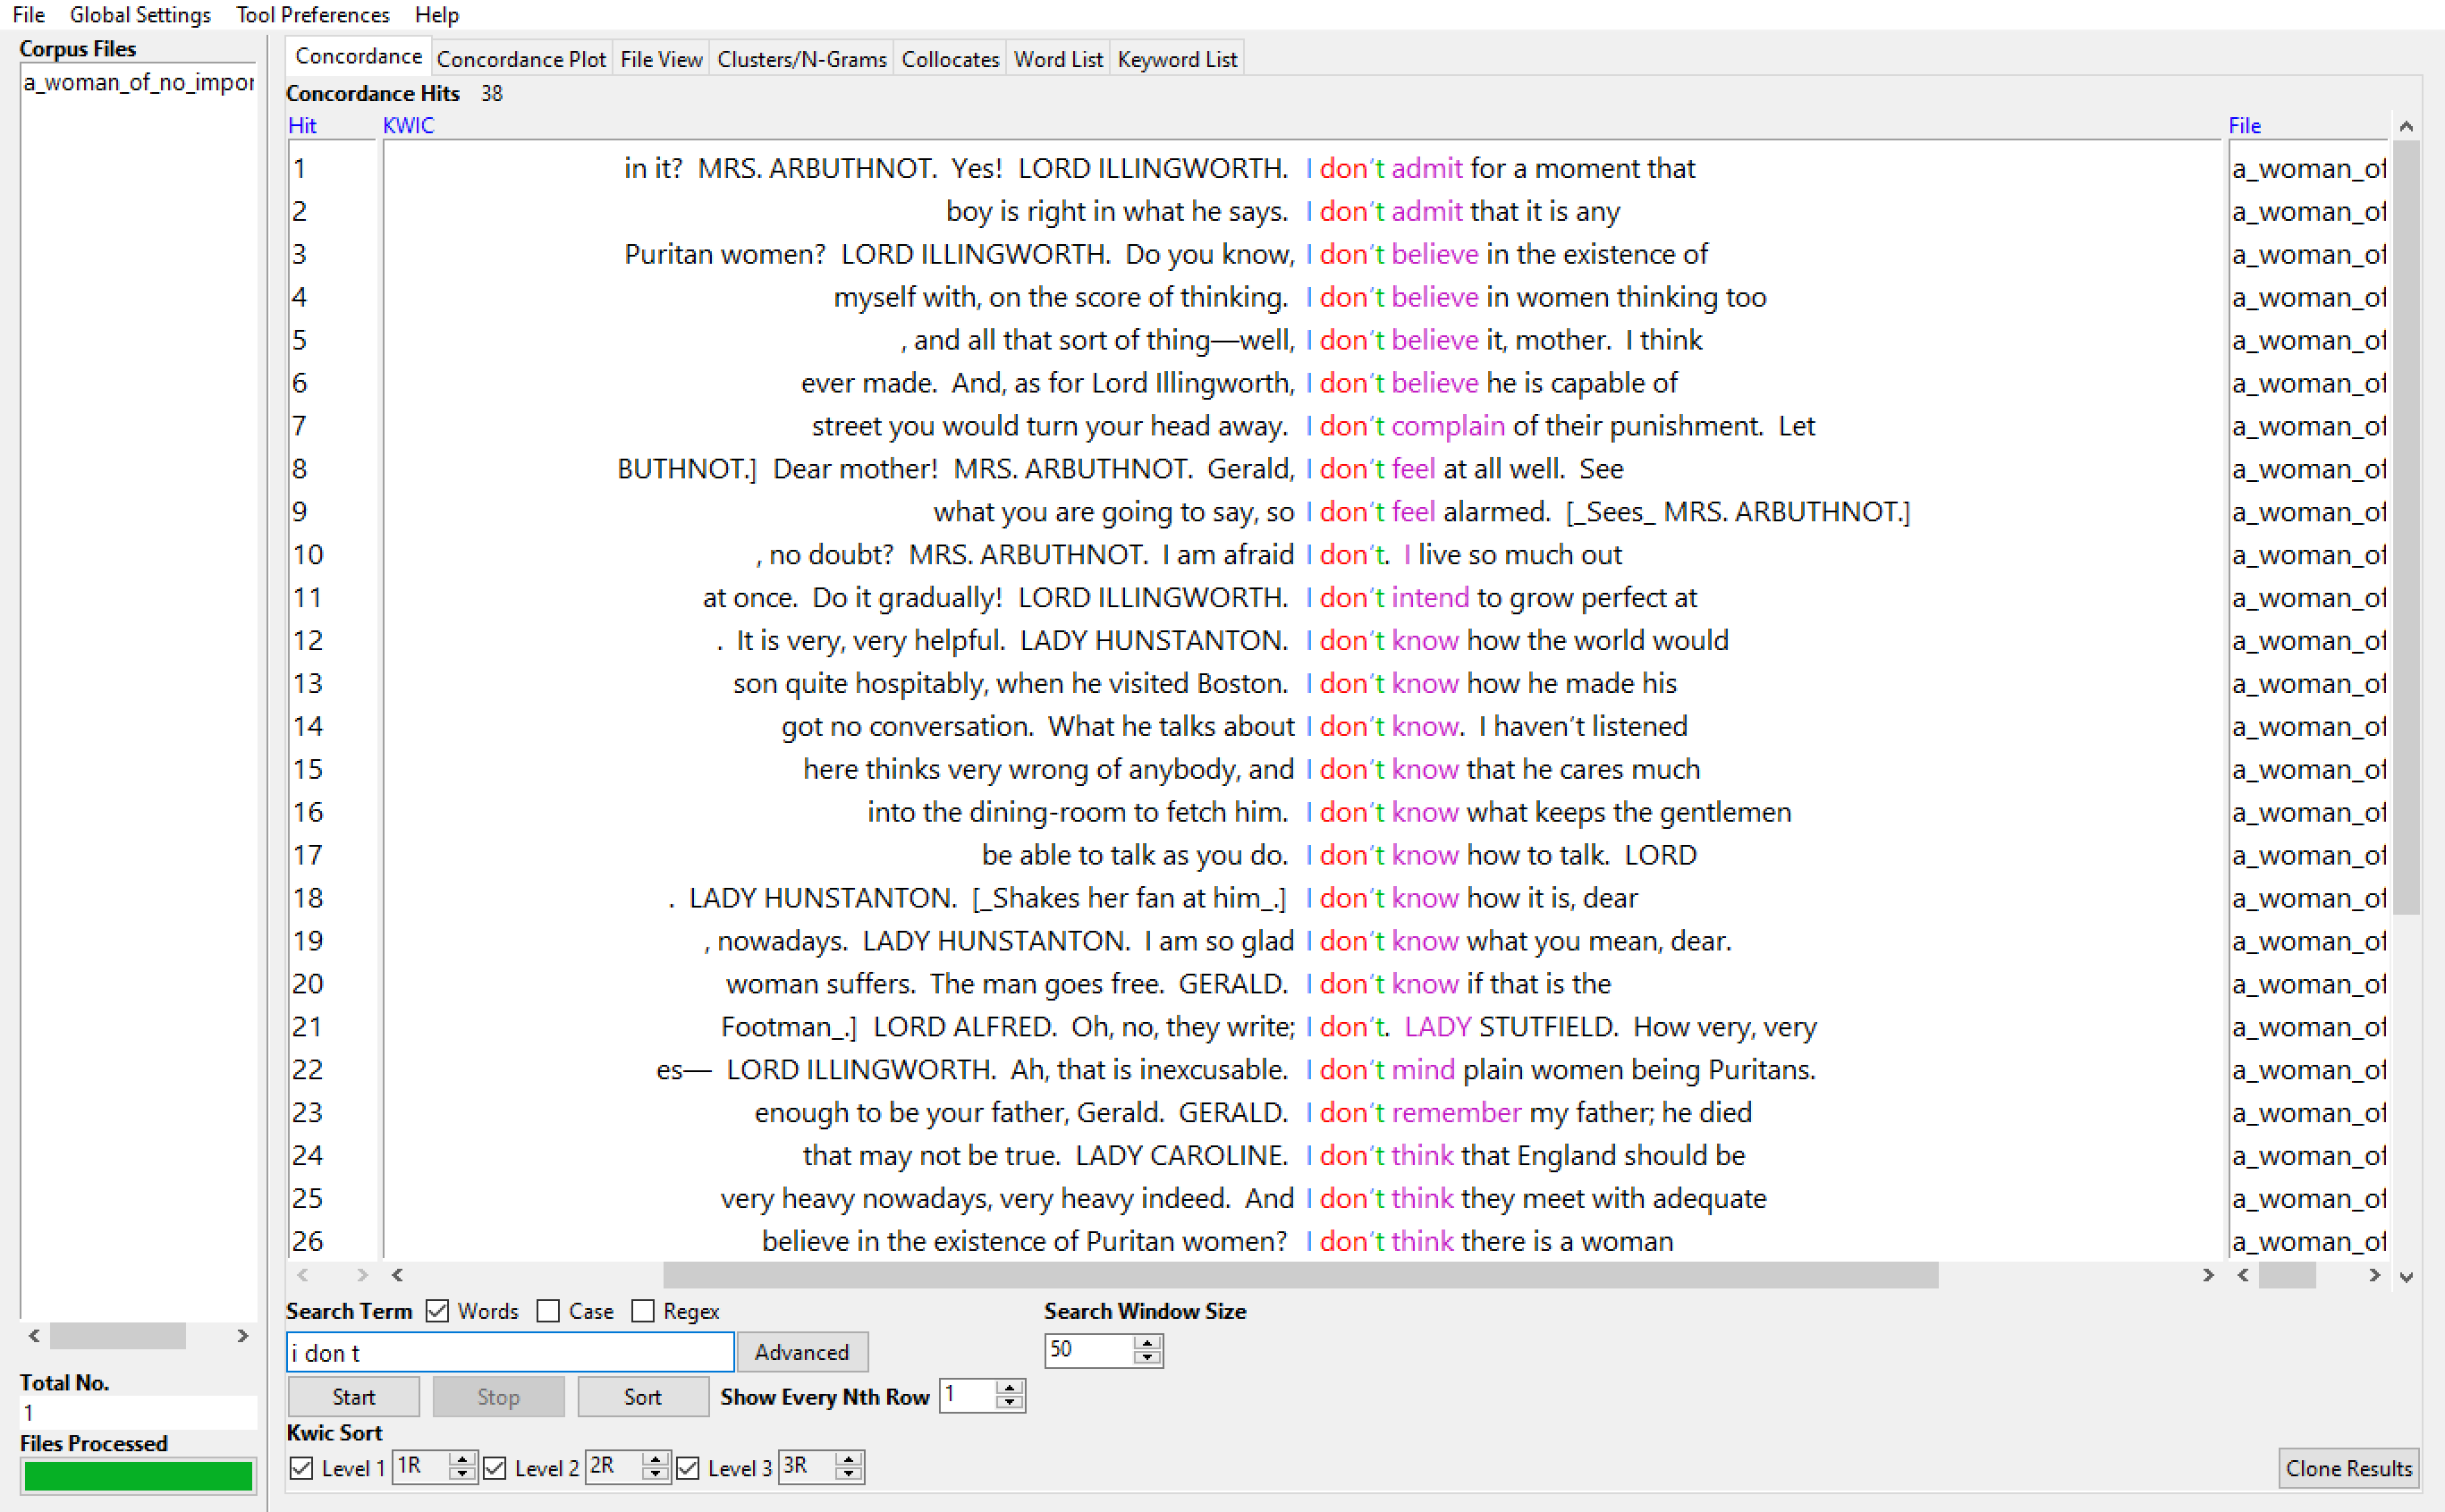 File Global Settings Tool Preferences Help
Corpus Files
a_woman_of_no_impor
Total No.
1
Files Processed
Concordance Concordance Plot File View Clusters/N-Grams Collocates Word List Keyword List
Concordance Hits 38
Hit KWIC File
1 in it?  MRS. ARBUTHNOT.  Yes!  LORD ILLINGWORTH.  I don’t admit for a moment that a_woman_of
2 boy is right in what he says.  I don’t admit that it is any a_woman_of
3 Puritan women?  LORD ILLINGWORTH.  Do you know, I don’t believe in the existence of a_woman_of
4 myself with, on the score of thinking.  I don’t believe in women thinking too a_woman_of
5 , and all that sort of thing—well, I don’t believe it, mother.  I think a_woman_of
6 ever made.  And, as for Lord Illingworth, I don’t believe he is capable of a_woman_of
7 street you would turn your head away.  I don’t complain of their punishment.  Let a_woman_of
8 BUTHNOT.]  Dear mother!  MRS. ARBUTHNOT.  Gerald, I don’t feel at all well.  See a_woman_of
9 what you are going to say, so I don’t feel alarmed.  [_Sees_ MRS. ARBUTHNOT.] a_woman_of
10 , no doubt?  MRS. ARBUTHNOT.  I am afraid I don’t.  I live so much out a_woman_of
11 at once.  Do it gradually!  LORD ILLINGWORTH.  I don’t intend to grow perfect at a_woman_of
12 .  It is very, very helpful.  LADY HUNSTANTON.  I don’t know how the world would a_woman_of
13 son quite hospitably, when he visited Boston.  I don’t know how he made his a_woman_of
14 got no conversation.  What he talks about I don’t know.  I haven’t listened a_woman_of
15 here thinks very wrong of anybody, and I don’t know that he cares much a_woman_of
16 into the dining-room to fetch him.  I don’t know what keeps the gentlemen a_woman_of
17 be able to talk as you do.  I don’t know how to talk.  LORD a_woman_of
18 .  LADY HUNSTANTON.  [_Shakes her fan at him_.]  I don’t know how it is, dear a_woman_of
19 , nowadays.  LADY HUNSTANTON.  I am so glad I don’t know what you mean, dear. a_woman_of
20 woman suffers.  The man goes free.  GERALD.  I don’t know if that is the a_woman_of
21 Footman_.]  LORD ALFRED.  Oh, no, they write; I don’t.  LADY STUTFIELD.  How very, very a_woman_of
22 es—  LORD ILLINGWORTH.  Ah, that is inexcusable.  I don’t mind plain women being Puritans. a_woman_of
23 enough to be your father, Gerald.  GERALD.  I don’t remember my father; he died a_woman_of
24 that may not be true.  LADY CAROLINE.  I don’t think that England should be a_woman_of
25 very heavy nowadays, very heavy indeed.  And I don’t think they meet with adequate a_woman_of
26 believe in the existence of Puritan women?  I don’t think there is a woman a_woman_of
Search Term Words Case Regex Search Window Size
i don t Advanced 50
Start Stop Sort Show Every Nth Row 1
Kwic Sort
Level 1 1R Level 2 2R Level 3 3R Clone Results